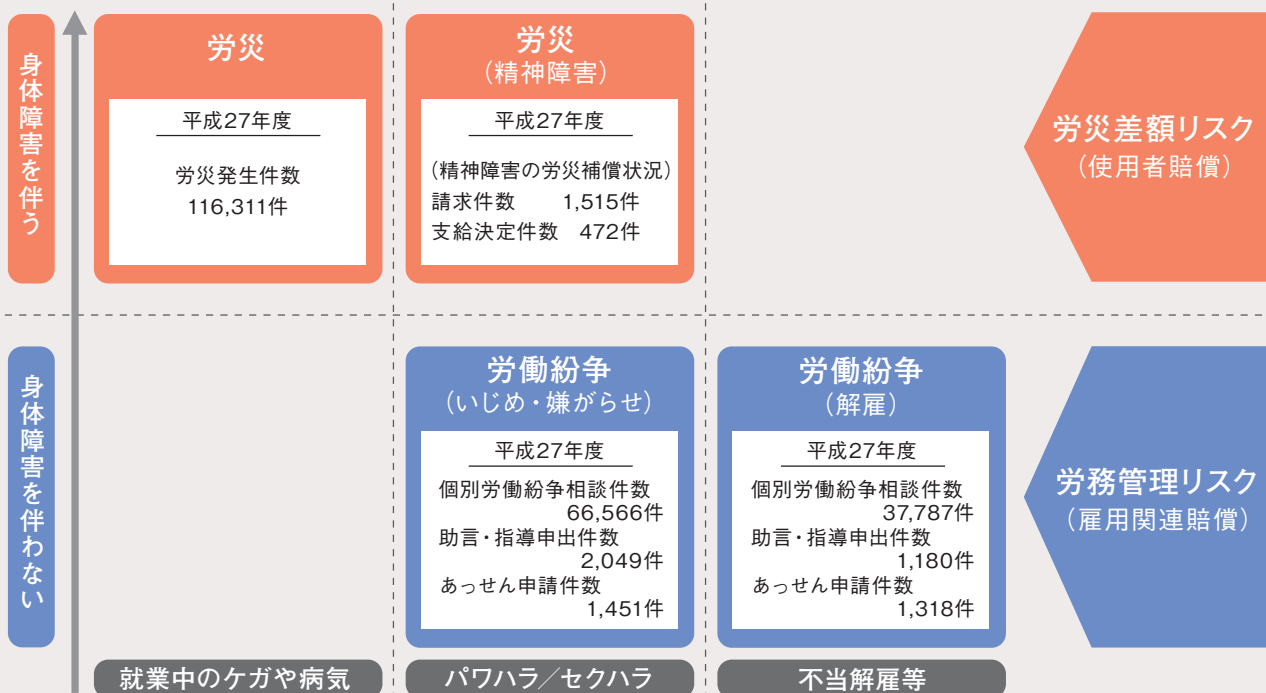 身体障害を伴う
労災
平成27年度
労災発生件数
116,311件
労災
（精神障害）
平成27年度
(精神障害の労災補償状況)
請求件数 1,515件
支給決定件数 472件
労災差額リスク
（使用者賠償）
身体障害を伴わない
労働紛争
（いじめ・嫌がらせ）
平成27年度
個別労働紛争相談件数
66,566件
助言・指導申出件数
2,049件
あっせん申請件数
1,451件
労働紛争
（解雇）
平成27年度
個別労働紛争相談件数
37,787件
助言・指導申出件数
1,180件
あっせん申請件数
1,318件
労務管理リスク
（雇用関連賠償）
就業中のケガや病気
パワハラ／セクハラ
不当解雇等